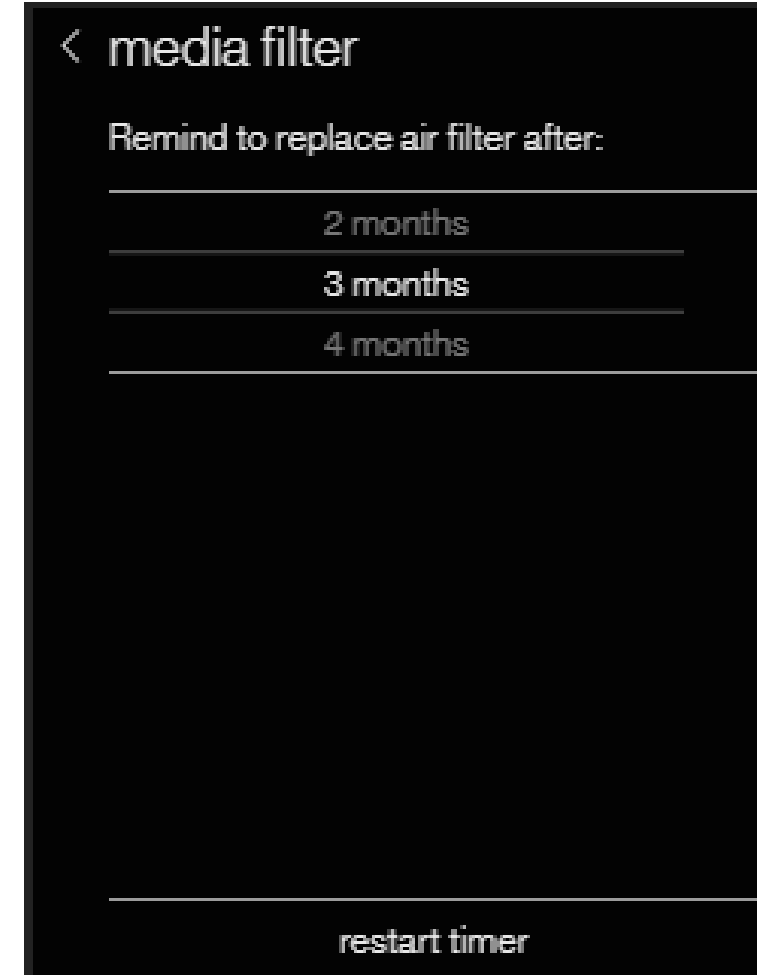 media filter
Remind to replace air filter after:
2 months
3 months
4 months
restart timer